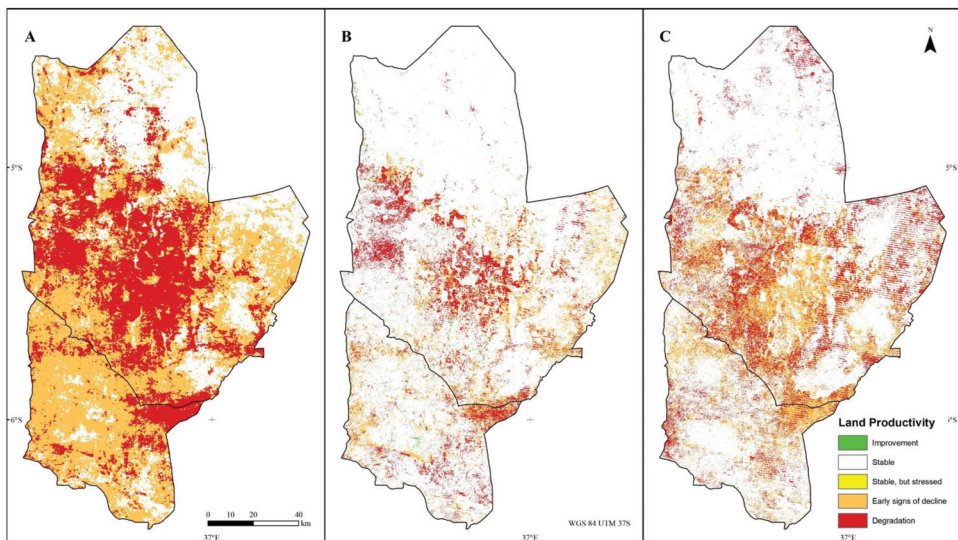 A
B
C
N
5°S
5°S
6°S
°S
Land Productivity
Improvement
Stable
Stable, but stressed
Early signs of decline
Degradation
0 10 20 40
km
WGS 84 UTM 37S
37°E
37°E
37°E